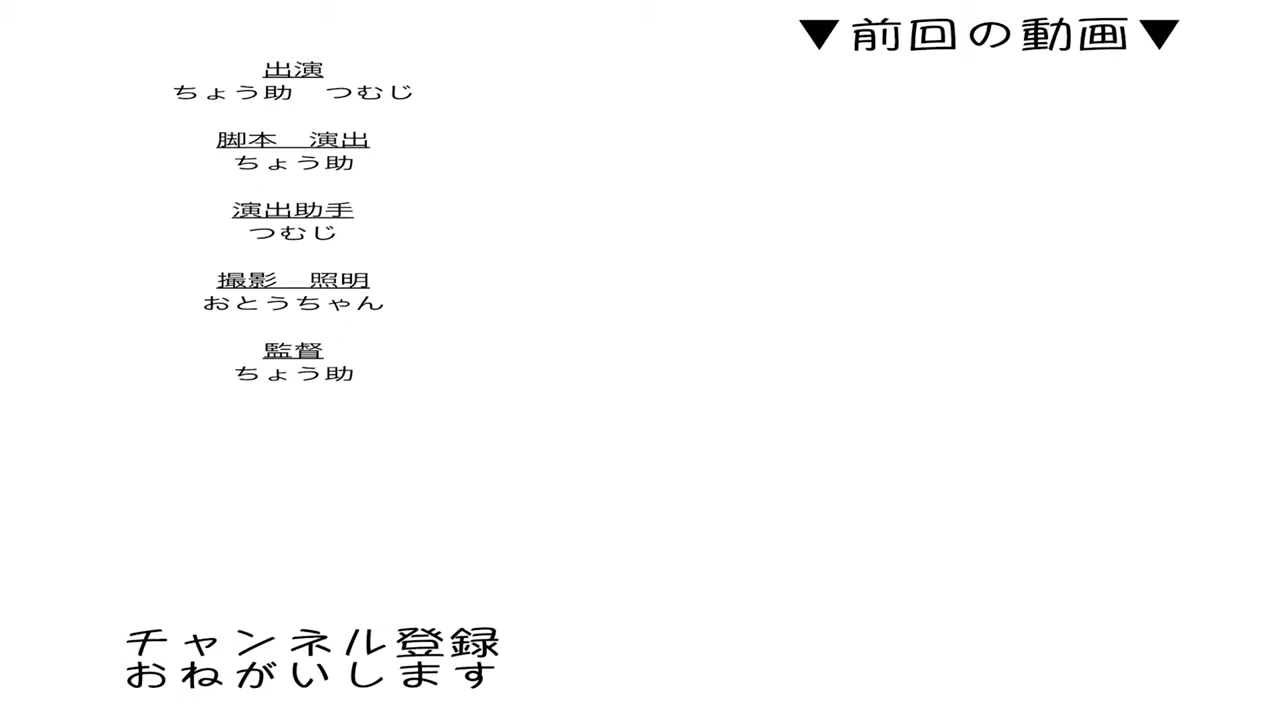 ▼前回の動画▼
出演
ちょう助　つむじ
脚本　演出
ちょう助
演出助手
つむじ
撮影　照明
おとうちゃん
監督
ちょう助
チャンネル登録
おねがいします